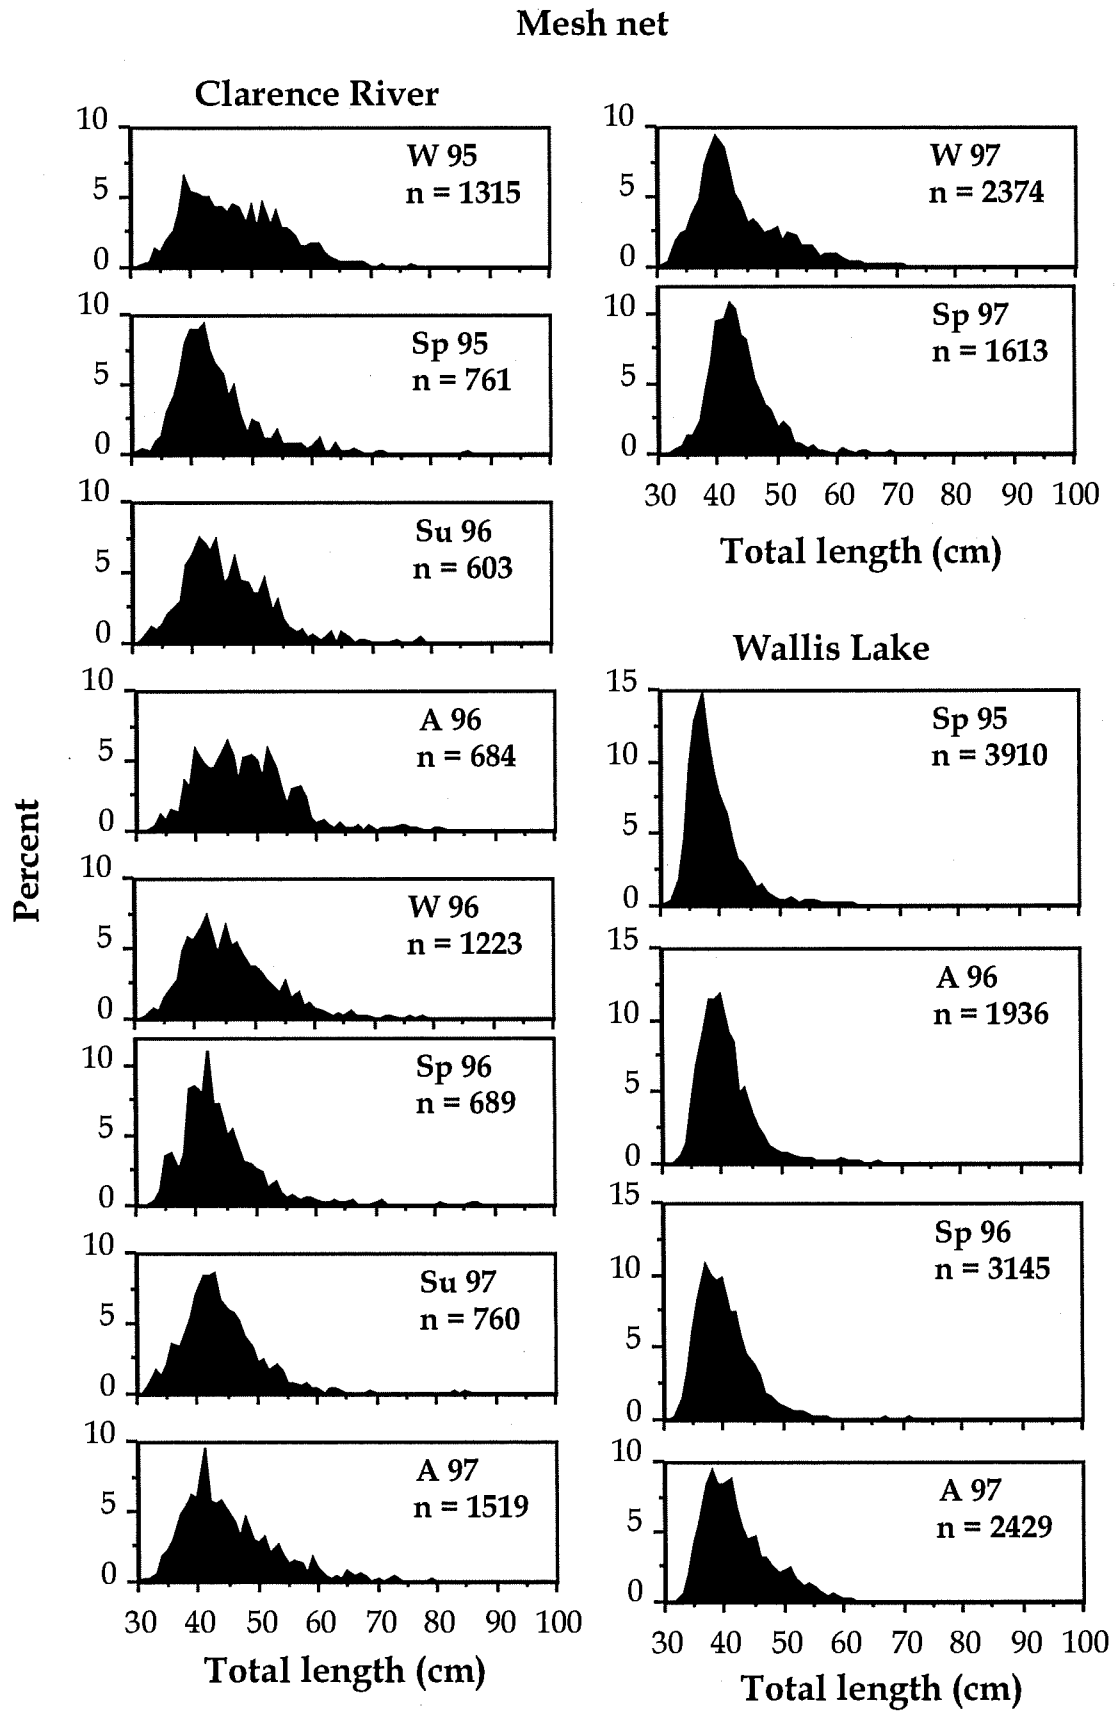 Mesh net
Clarence River
10
5
0
W 95
n = 1315
10
5
0
Sp 95
n = 761
10
5
0
Su 96
n = 603
10
5
0
A 96
n = 684
10
5
0
W 96
n = 1223
10
5
0
Sp 96
n = 689
10
5
0
Su 97
n = 760
10
5
0
A 97
n = 1519
30 40 50 60 70 80 90 100
Total length (cm)
Percent
10
5
0
W 97
n = 2374
10
5
0
Sp 97
n = 1613
30 40 50 60 70 80 90 100
Total length (cm)
Wallis Lake
15
10
5
0
Sp 95
n = 3910
15
10
5
0
A 96
n = 1936
15
10
5
0
Sp 96
n = 3145
10
5
0
A 97
n = 2429
30 40 50 60 70 80 90 100
Total length (cm)